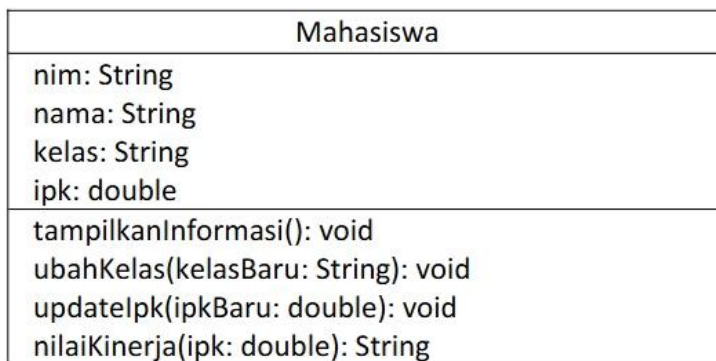 Mahasiswa
nim: String
nama: String
kelas: String
ipk: double
tampilkanInformasi(): void
ubahKelas(kelasBaru: String): void
updateIpk(ipkBaru: double): void
nilaiKinerja(ipk: double): String